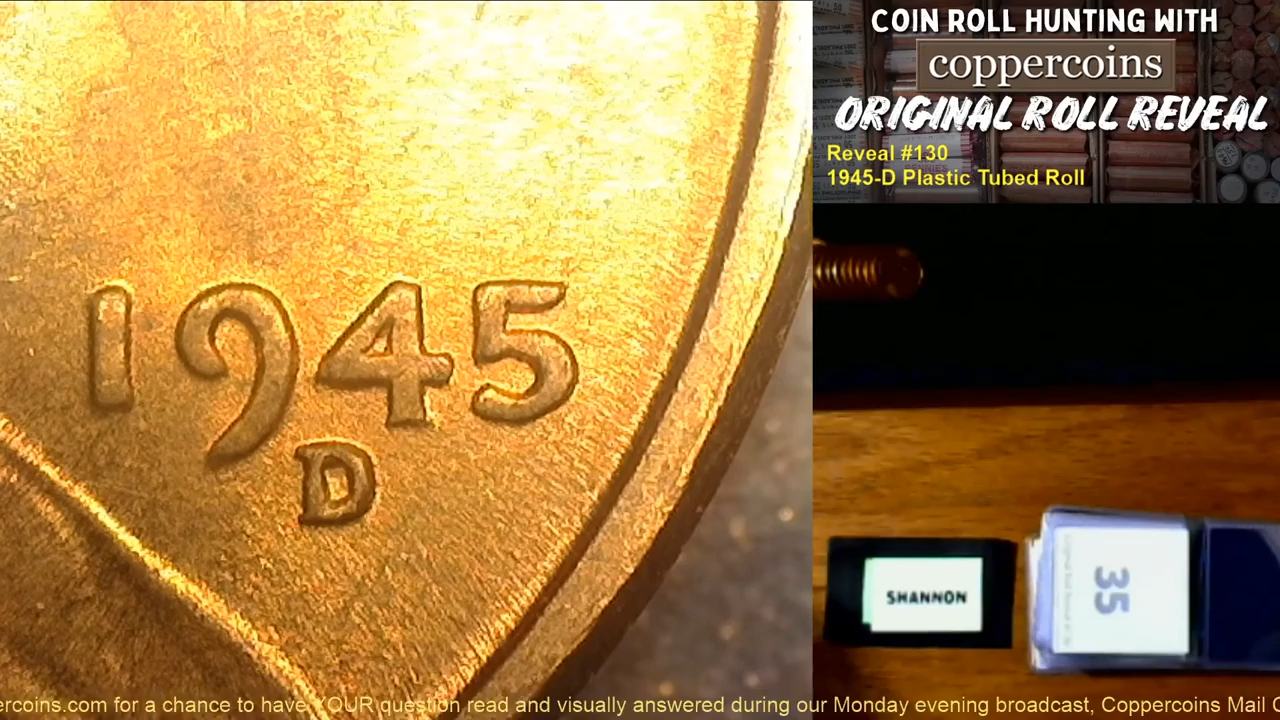 1945
D
COIN ROLL HUNTING WITH
coppercoins
ORIGINAL ROLL REVEAL
Reveal #130
1945-D Plastic Tubed Roll
SHANNON
35
ercoins.com for a chance to have YOUR question read and visually answered during our Monday evening broadcast, Coppercoins Mail C